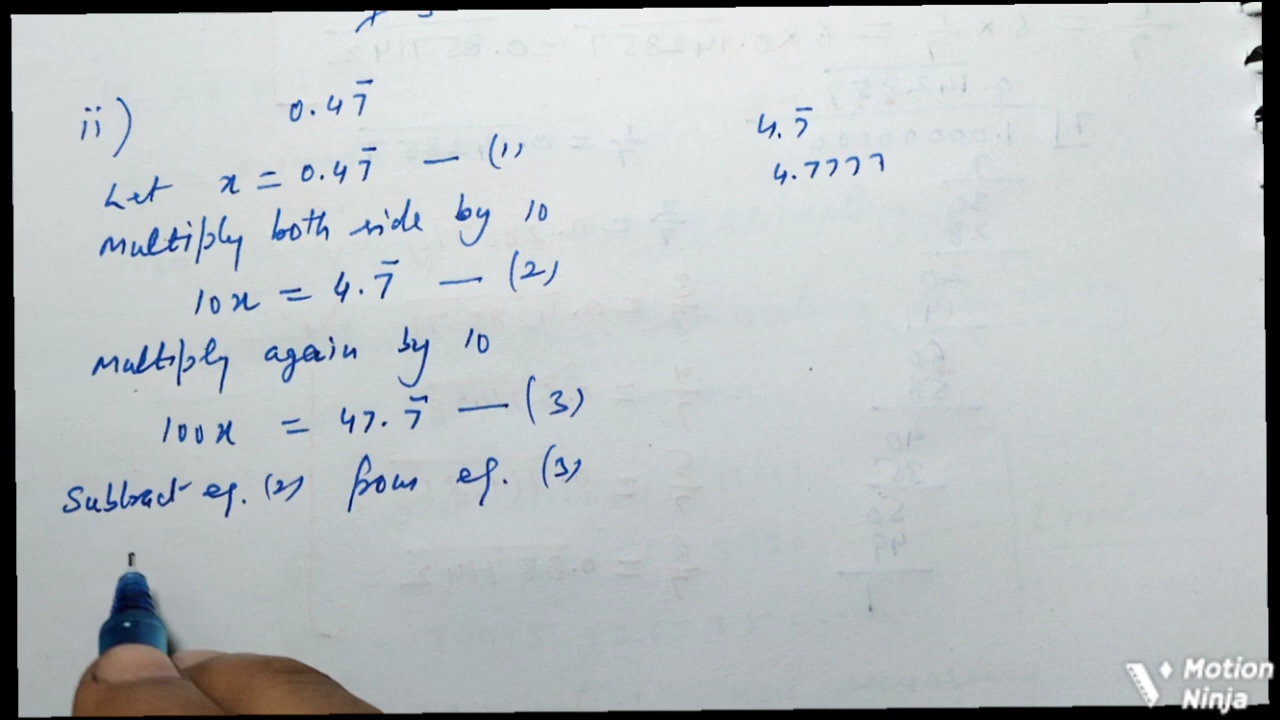 ii) 0.47̄
Let x = 0.47̄ — (1)
Multiply both side by 10
10x = 4.7̄ — (2)
Multiply again by 10
100x = 47.7̄ — (3)
Subtract eq. (2) from eq. (3)
4.7̄
4.7777
Motion
Ninja